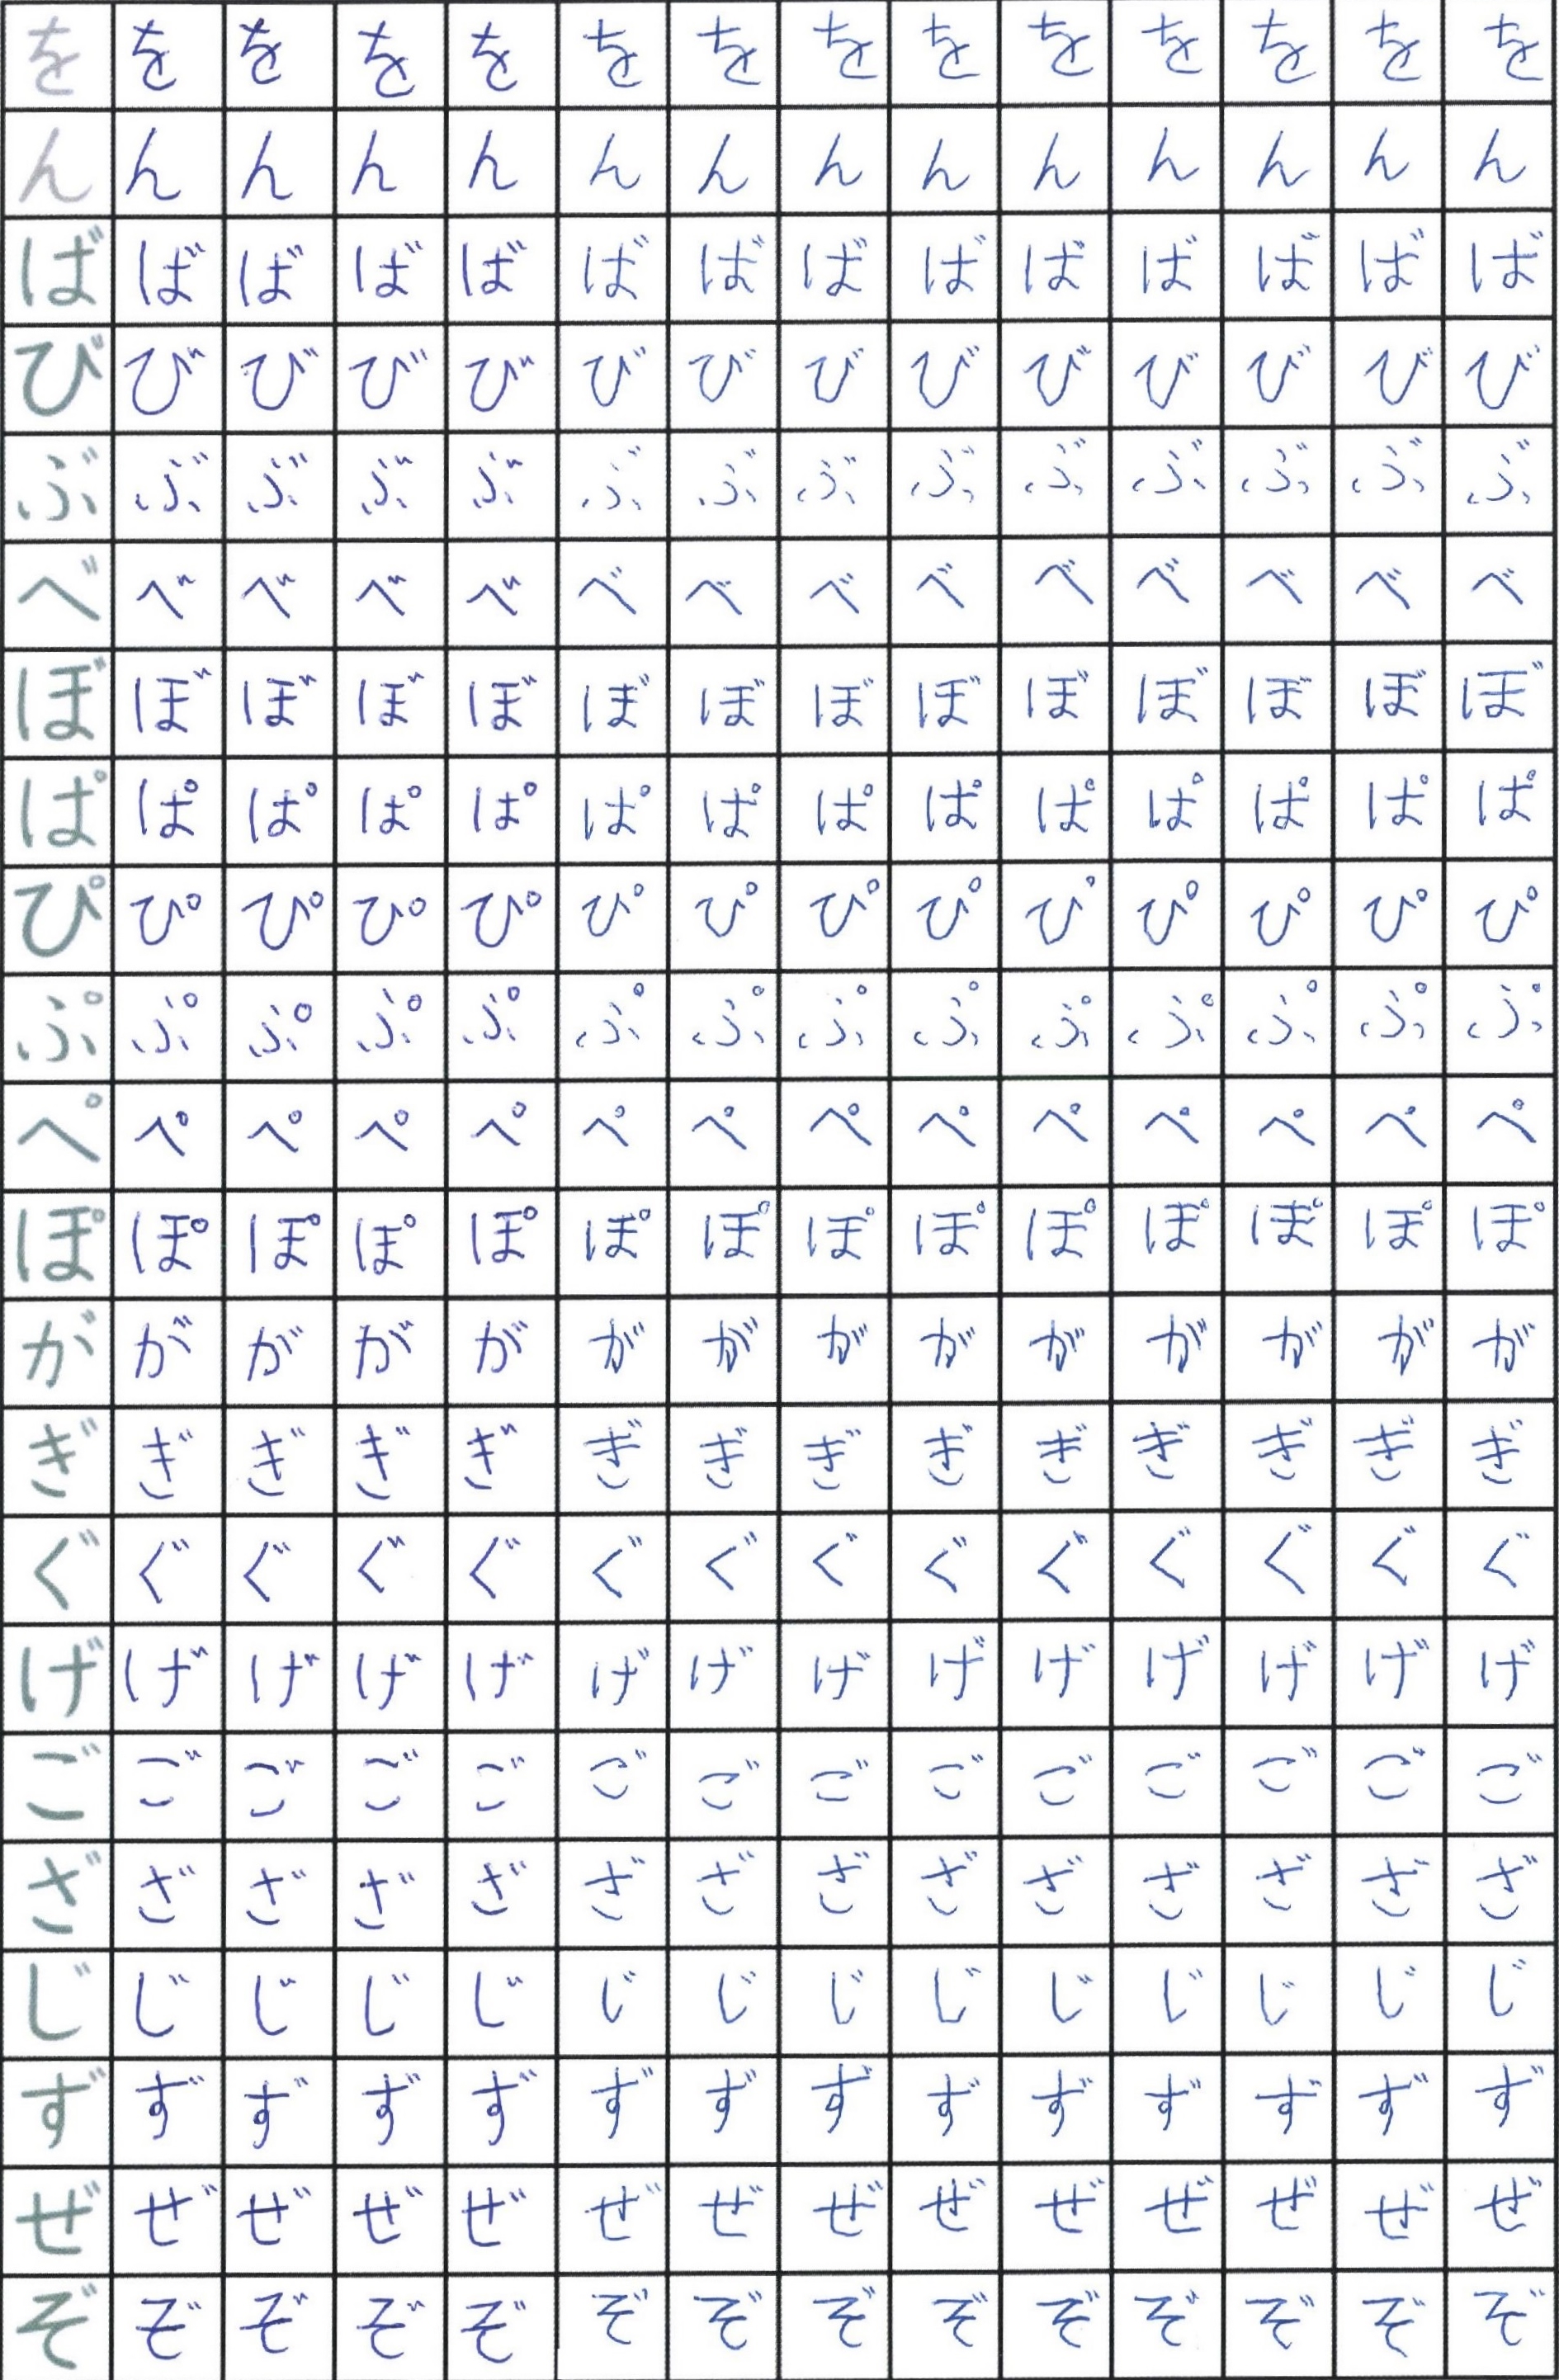 を を を を を を を を を を を を を を
ん ん ん ん ん ん ん ん ん ん ん ん ん ん
ば ば ば ば ば ば ば ば ば ば ば ば ば ば
び び び び び び び び び び び び び び
ぶ ぶ ぶ ぶ ぶ ぶ ぶ ぶ ぶ ぶ ぶ ぶ ぶ ぶ
べ べ べ べ べ べ べ べ べ べ べ べ べ べ
ぼ ぼ ぼ ぼ ぼ ぼ ぼ ぼ ぼ ぼ ぼ ぼ ぼ ぼ
ぱ ぱ ぱ ぱ ぱ ぱ ぱ ぱ ぱ ぱ ぱ ぱ ぱ ぱ
ぴ ぴ ぴ ぴ ぴ ぴ ぴ ぴ ぴ ぴ ぴ ぴ ぴ ぴ
ぷ ぷ ぷ ぷ ぷ ぷ ぷ ぷ ぷ ぷ ぷ ぷ ぷ ぷ
ぺ ぺ ぺ ぺ ぺ ぺ ぺ ぺ ぺ ぺ ぺ ぺ ぺ ぺ
ぽ ぽ ぽ ぽ ぽ ぽ ぽ ぽ ぽ ぽ ぽ ぽ ぽ ぽ
が が が が が が が が が が が が が が
ぎ ぎ ぎ ぎ ぎ ぎ ぎ ぎ ぎ ぎ ぎ ぎ ぎ ぎ
ぐ ぐ ぐ ぐ ぐ ぐ ぐ ぐ ぐ ぐ ぐ ぐ ぐ ぐ
げ げ げ げ げ げ げ げ げ げ げ げ げ げ
ご ご ご ご ご ご ご ご ご ご ご ご ご ご
ざ ざ ざ ざ ざ ざ ざ ざ ざ ざ ざ ざ ざ ざ
じ じ じ じ じ じ じ じ じ じ じ じ じ じ
ず ず ず ず ず ず ず ず ず ず ず ず ず ず
ぜ ぜ ぜ ぜ ぜ ぜ ぜ ぜ ぜ ぜ ぜ ぜ ぜ ぜ
ぞ ぞ ぞ ぞ ぞ ぞ ぞ ぞ ぞ ぞ ぞ ぞ ぞ ぞ